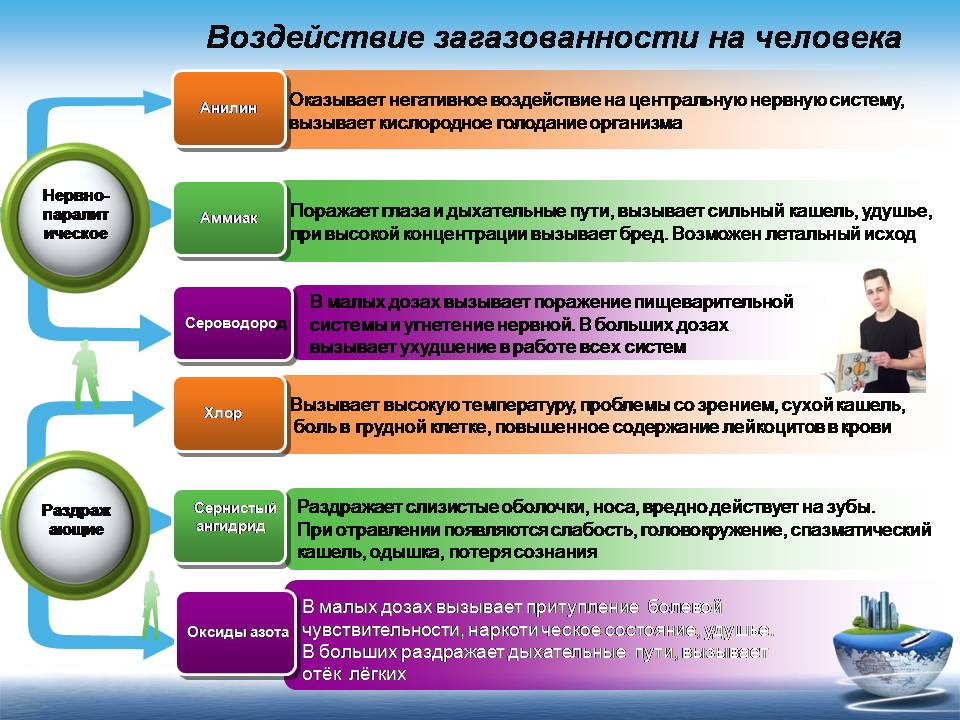 Воздействие загазованности на человека
Нервно-
паралит
ическое
Анилин
Оказывает негативное воздействие на центральную нервную систему,
вызывает кислородное голодание организма
Аммиак
Поражает глаза и дыхательные пути, вызывает сильный кашель, удушье,
при высокой концентрации вызывает бред. Возможен летальный исход
Сероводород
В малых дозах вызывает поражение пищеварительной
системы и угнетение нервной. В больших дозах
вызывает ухудшение в работе всех систем
Раздраж
ающие
Хлор
Вызывает высокую температуру, проблемы со зрением, сухой кашель,
боль в грудной клетке, повышенное содержание лейкоцитов в крови
Сернистый
ангидрид
Раздражает слизистые оболочки, носа, вредно действует на зубы.
При отравлении появляются слабость, головокружение, спазматический
кашель, одышка, потеря сознания
Оксиды азота
В малых дозах вызывает притупление болевой
чувствительности, наркоти ческое состояние, удушье.
В больших раздражает дыхательные пути, вызывает
отёк лёгких